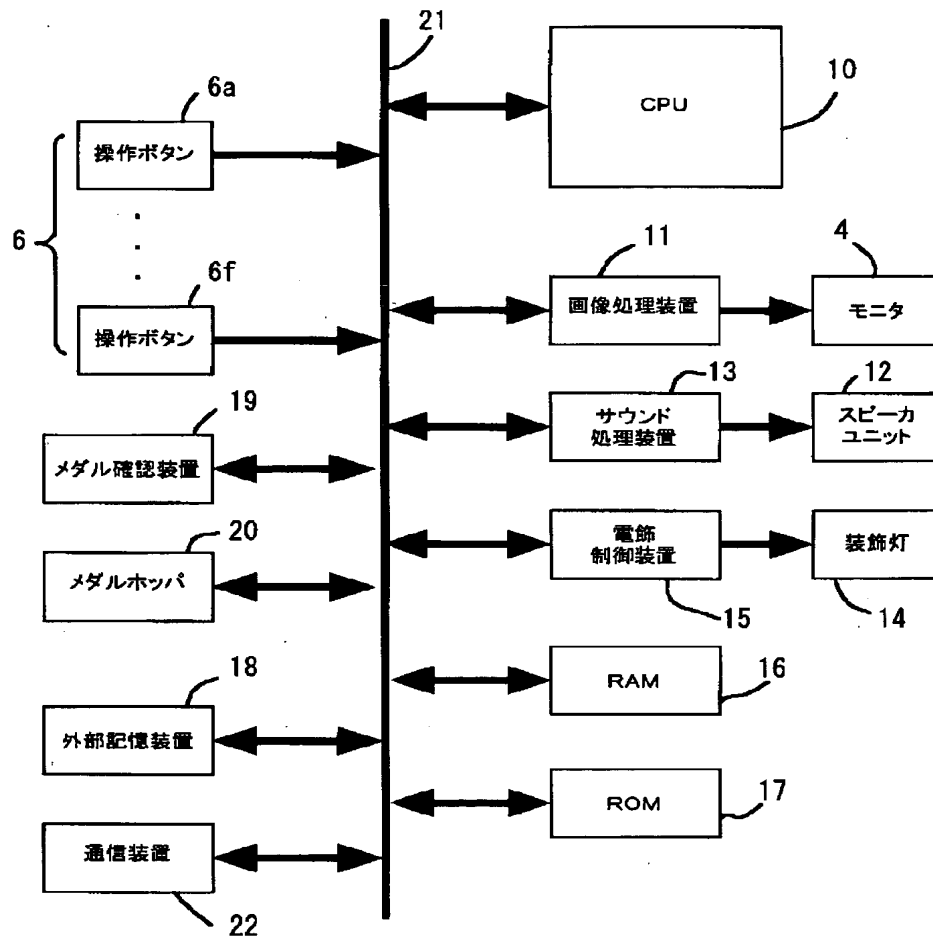 21
6a
10
CPU
操作ボタン
6
6f
11
4
操作ボタン
画像処理装置
モニタ
19
13
12
メダル確認装置
サウンド
処理装置
スピーカ
ユニット
20
メダルホッパ
電飾
制御装置
装飾灯
15
14
18
RAM
16
外部記憶装置
ROM
17
通信装置
22